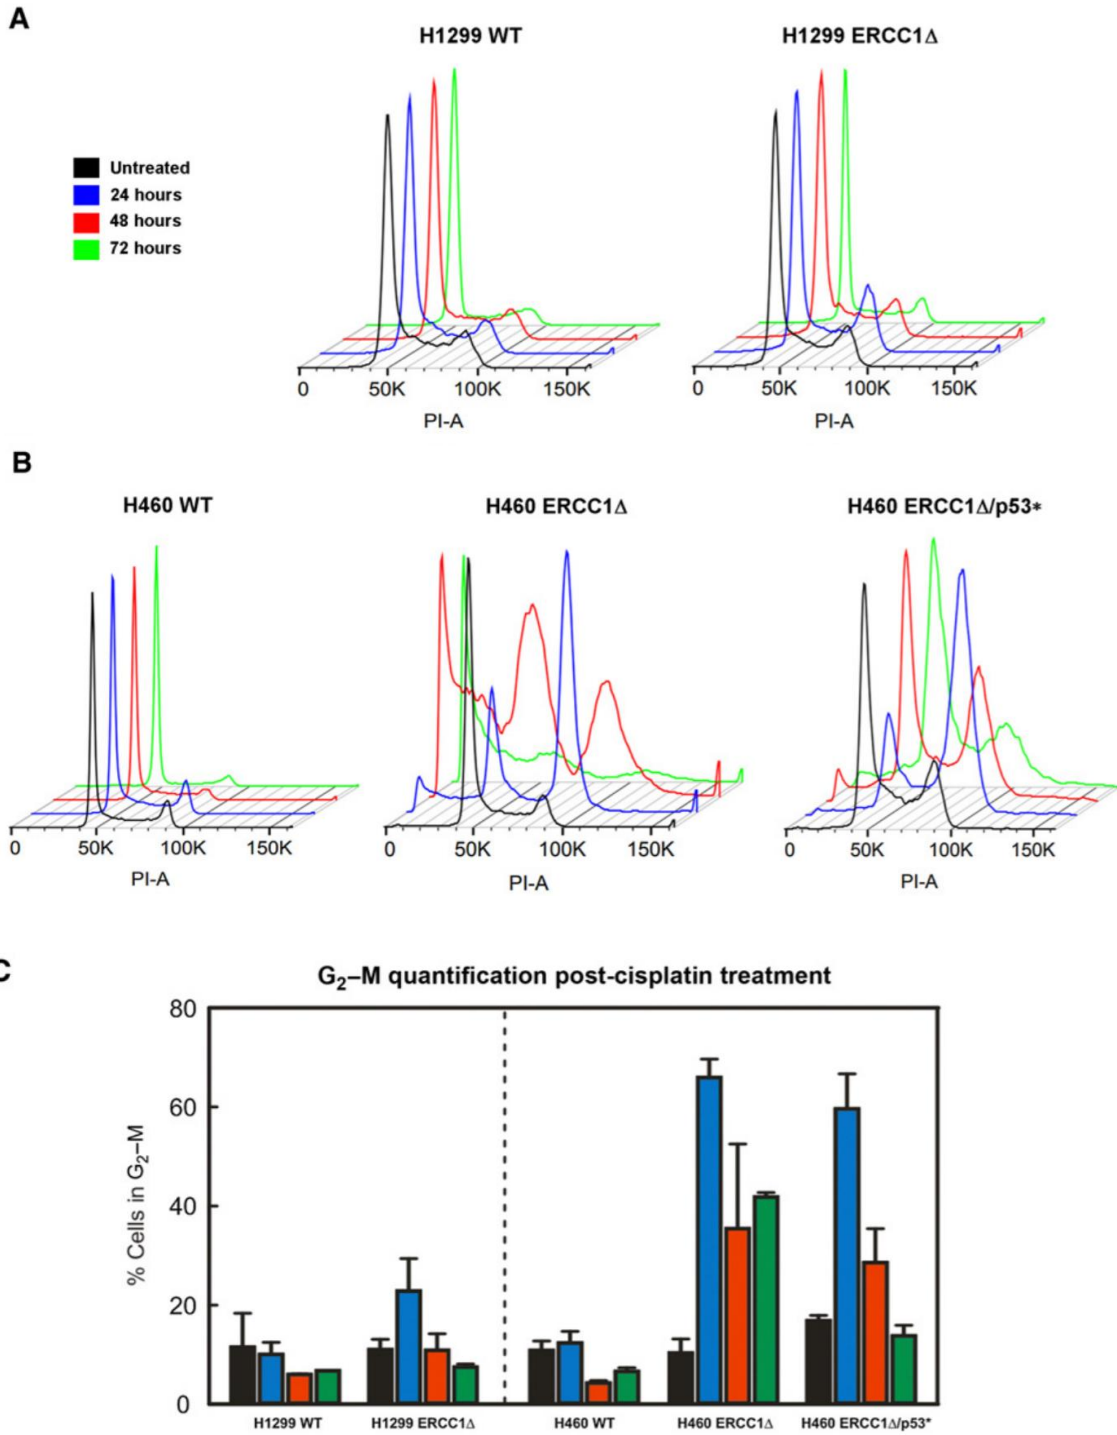 A
H1299 WT
H1299 ERCC1Δ
Untreated
24 hours
48 hours
72 hours
0 50K 100K 150K
PI-A
0 50K 100K 150K
PI-A
B
H460 WT
H460 ERCC1Δ
H460 ERCC1Δ/p53*
0 50K 100K 150K
PI-A
0 50K 100K 150K
PI-A
0 50K 100K 150K
PI-A
C
G₂–M quantification post-cisplatin treatment
% Cells in G₂–M
80
60
40
20
0
H1299 WT
H1299 ERCC1Δ
H460 WT
H460 ERCC1Δ
H460 ERCC1Δ/p53*